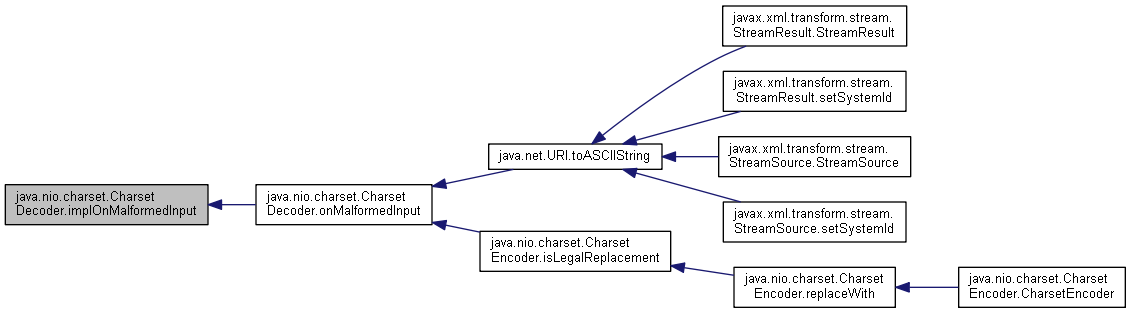 javax.xml.transform.stream.
StreamResult.StreamResult
javax.xml.transform.stream.
StreamResult.setSystemId
java.net.URI.toASCIIString
javax.xml.transform.stream.
StreamSource.StreamSource
java.nio.charset.Charset
Decoder.implOnMalformedInput
java.nio.charset.Charset
Decoder.onMalformedInput
javax.xml.transform.stream.
StreamSource.setSystemId
java.nio.charset.Charset
Encoder.isLegalReplacement
java.nio.charset.Charset
Encoder.replaceWith
java.nio.charset.Charset
Encoder.CharsetEncoder